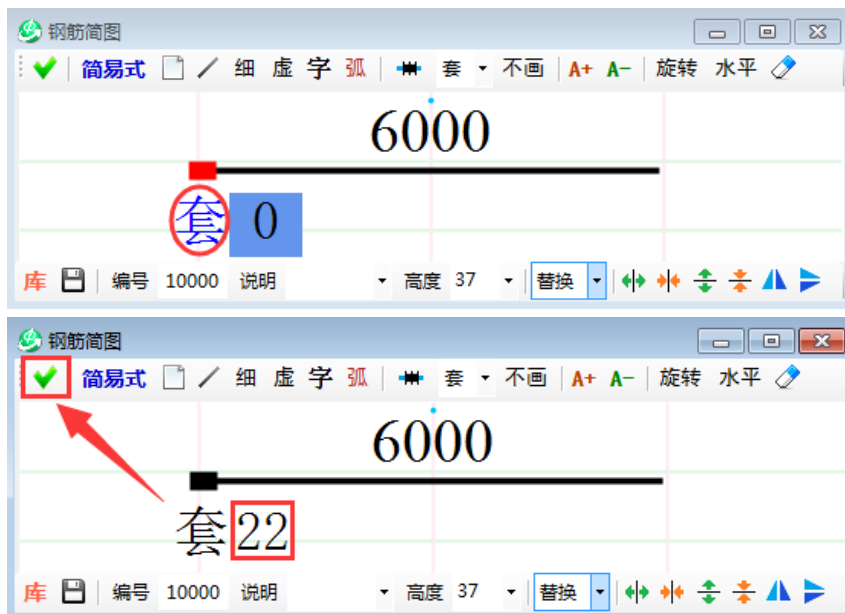 钢筋简图
简易式 细 虚 字 弧 套 不画 A+ A- 旋转 水平
6000
套 0
库 编号 10000 说明 高度 37 替换
钢筋简图
简易式 细 虚 字 弧 套 不画 A+ A- 旋转 水平
6000
套22
库 编号 10000 说明 高度 37 替换